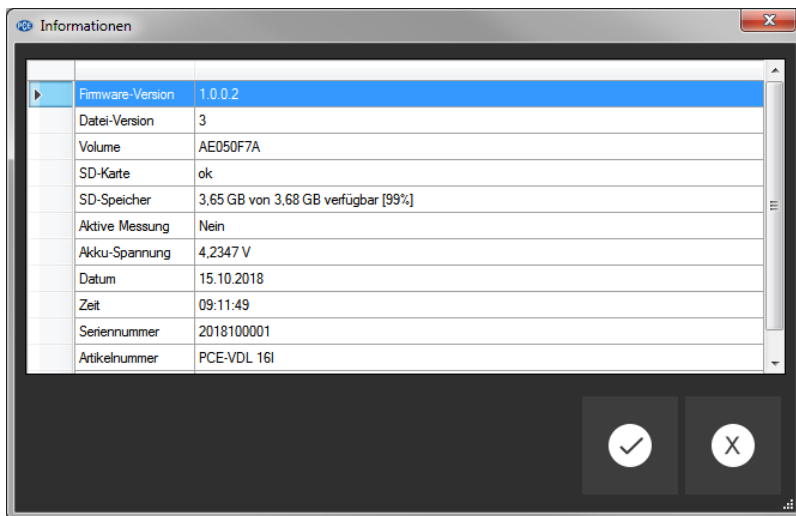 PCE Informationen
Firmware-Version 1.0.0.2
Datei-Version 3
Volume AE050F7A
SD-Karte ok
SD-Speicher 3,65 GB von 3,68 GB verfügbar [99%]
Aktive Messung Nein
Akku-Spannung 4,2347 V
Datum 15.10.2018
Zeit 09:11:49
Seriennummer 2018100001
Artikelnummer PCE-VDL 16I
X